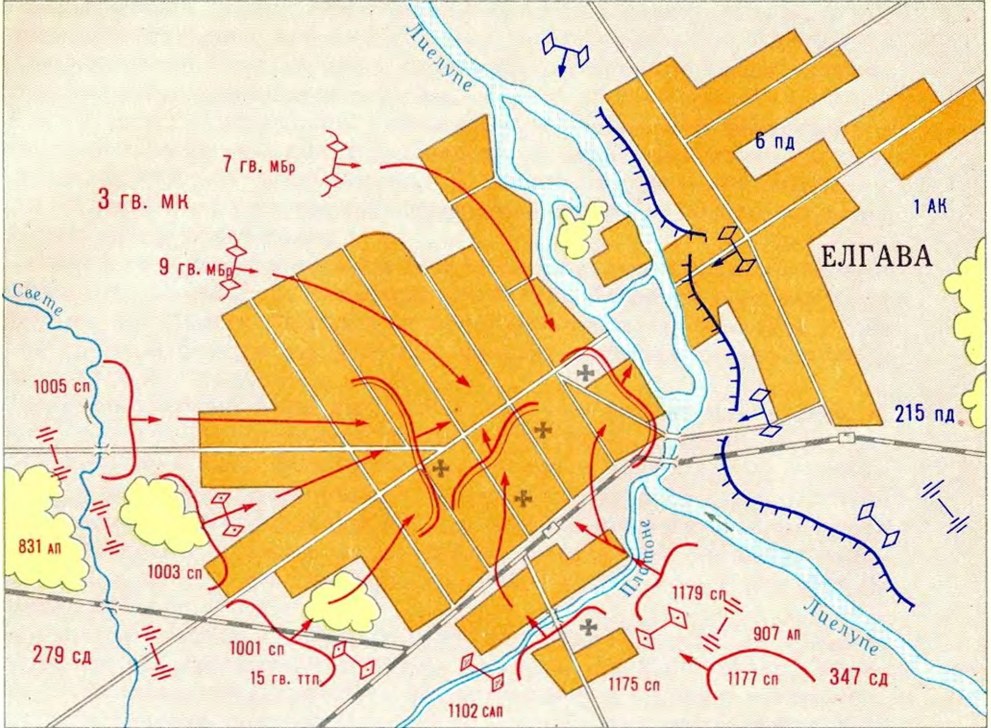 Лиелупе
7 гв. МБр
6 пд
3 гв. МК
1 АК
9 гв. МБр
ЕЛГАВА
Свете
1005 сп
215 пд
831 ап
1003 сп
Платоне
1179 сп
907 ап
Лиелупе
279 сд
1001 сп
15 гв. ттп
1175 сп
1177 сп
347 сд
1102 САП